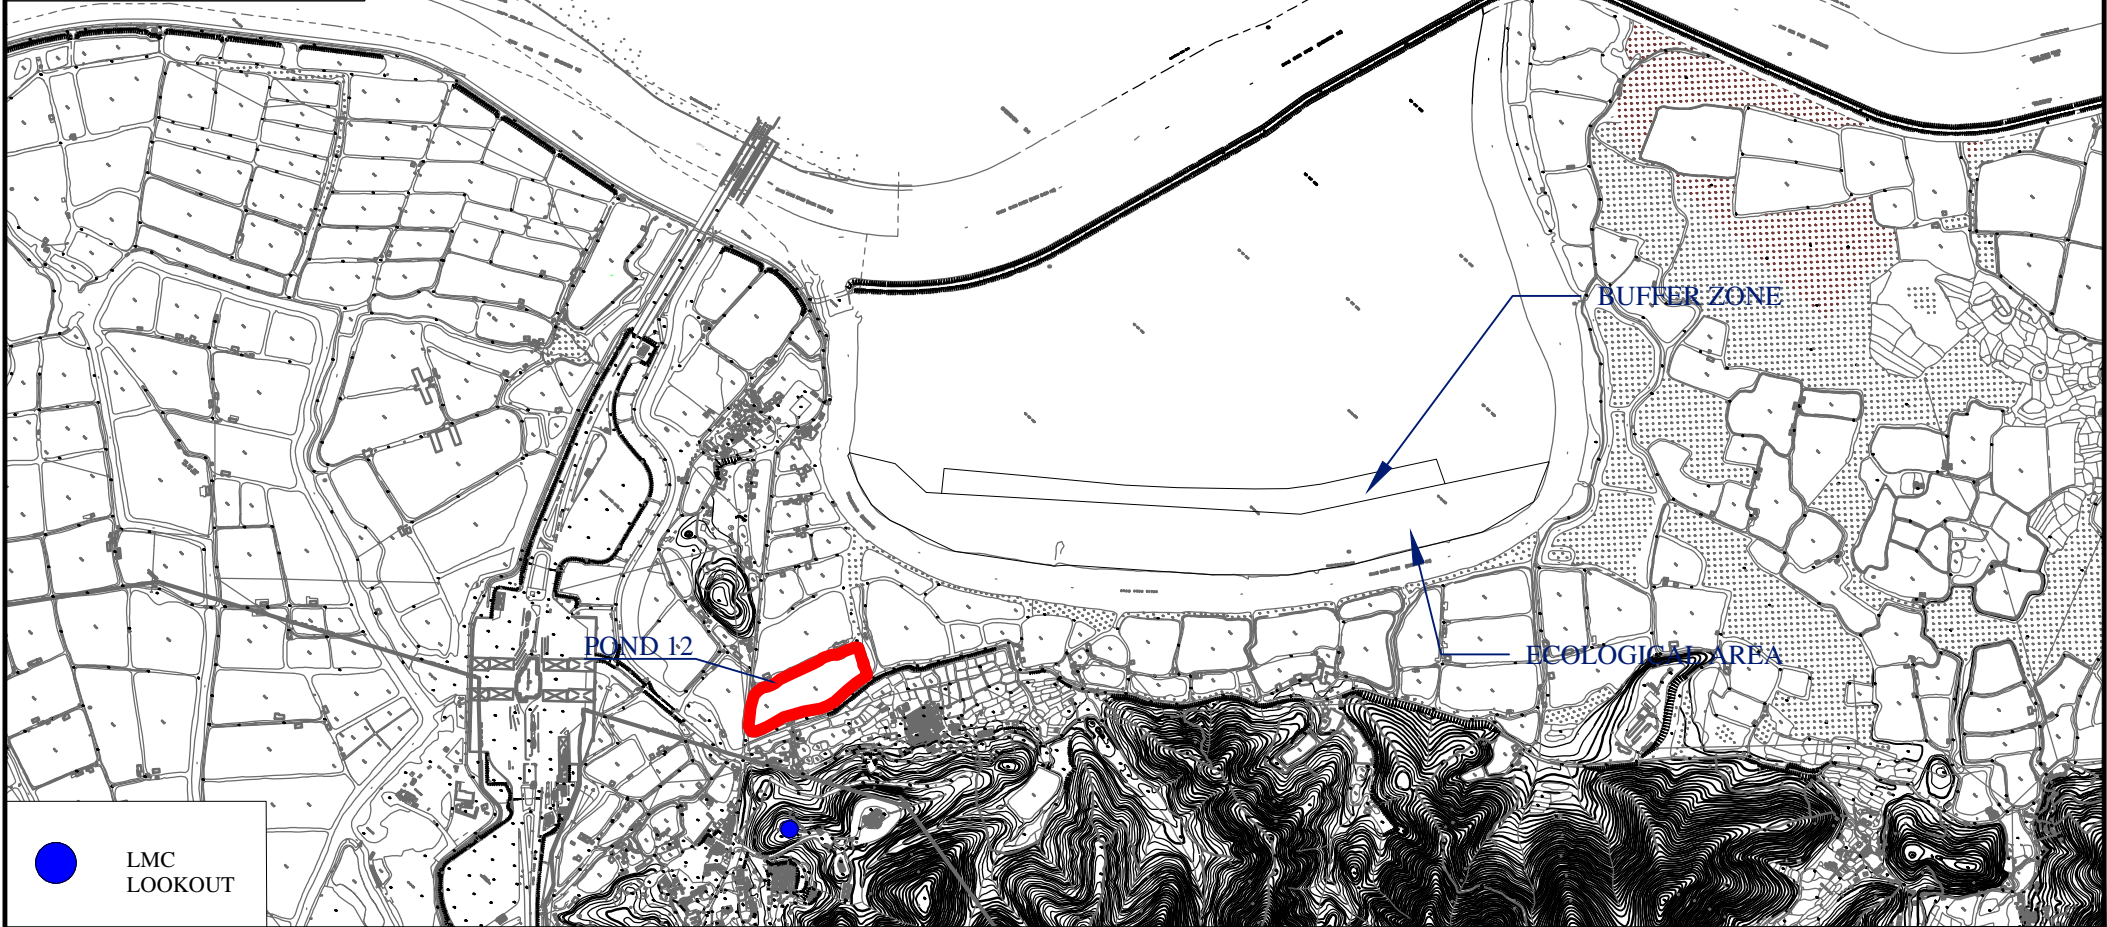 BUFFER ZONE
POND 12
ECOLOGICAL AREA
LMC
LOOKOUT